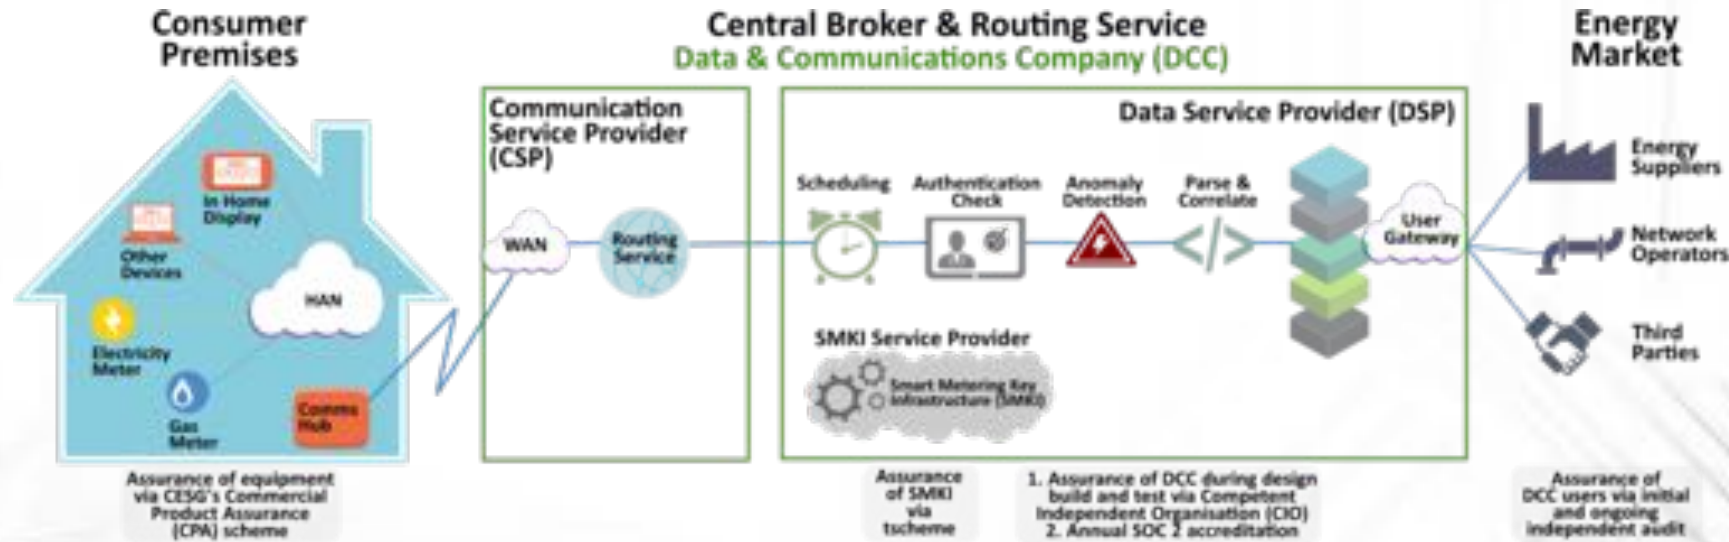 Consumer
Premises
Central Broker & Routing Service
Data & Communications Company (DCC)
Energy
Market
In Home
Display
Other
Devices
HAN
Electricity
Meter
Gas
Meter
Comms
Hub
Assurance of equipment
via CESG's Commercial
Product Assurance
(CPA) scheme
Communication
Service Provider
(CSP)
WAN
Routing
Service
Data Service Provider (DSP)
Scheduling
Authentication
Check
Anomaly
Detection
Parse &
Correlate
</>
User
Gateway
SMKI Service Provider
Smart Metering Key
Infrastructure (SMKI)
Assurance
of SMKI
via
tscheme
1. Assurance of DCC during design
build and test via Competent
Independent Organisation (CIO)
2. Annual SOC 2 accreditation
Energy
Suppliers
Network
Operators
Third
Parties
Assurance of
DCC users via initial
and ongoing
independent audit